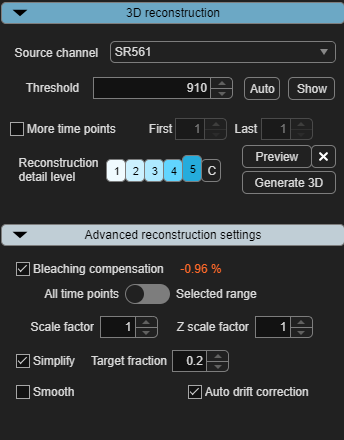 3D reconstruction
Source channel SR561
Threshold 910 Auto Show
More time points First 1 Last 1
Reconstruction detail level 1 2 3 4 5 C
Preview ×
Generate 3D
Advanced reconstruction settings
Bleaching compensation -0.96 %
All time points Selected range
Scale factor 1 Z scale factor 1
Simplify Target fraction 0.2
Smooth Auto drift correction